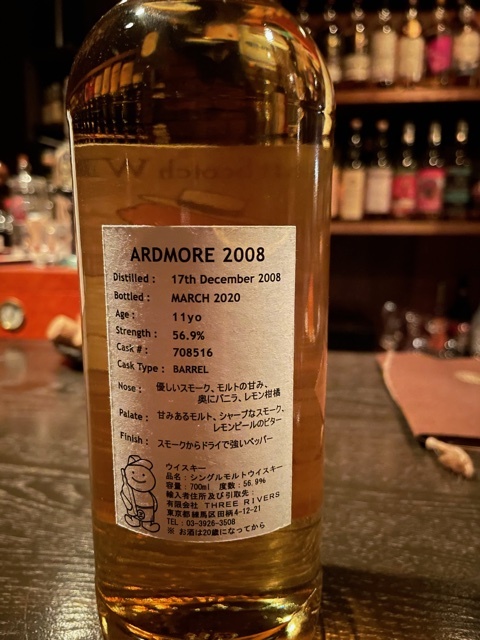 ARDMORE 2008
Distilled : 17th December 2008
Bottled : MARCH 2020
Age : 11yo
Strength : 56.9%
Cask # : 708516
Cask Type : BARREL
Nose : 優しいスモーク、モルトの甘み、
奥にバニラ、レモン柑橘
Palate : 甘みあるモルト、シャープなスモーク、
レモンピールのビター
Finish : スモークからドライで強いペッパー
ウイスキー
品名：シングルモルトウイスキー
容量：700ml 度数：56.9%
輸入者住所及び引取先：
有限会社 THREE RIVERS
東京都練馬区田柄4-12-21
TEL：03-3926-3508
※ お酒は20歳になってから